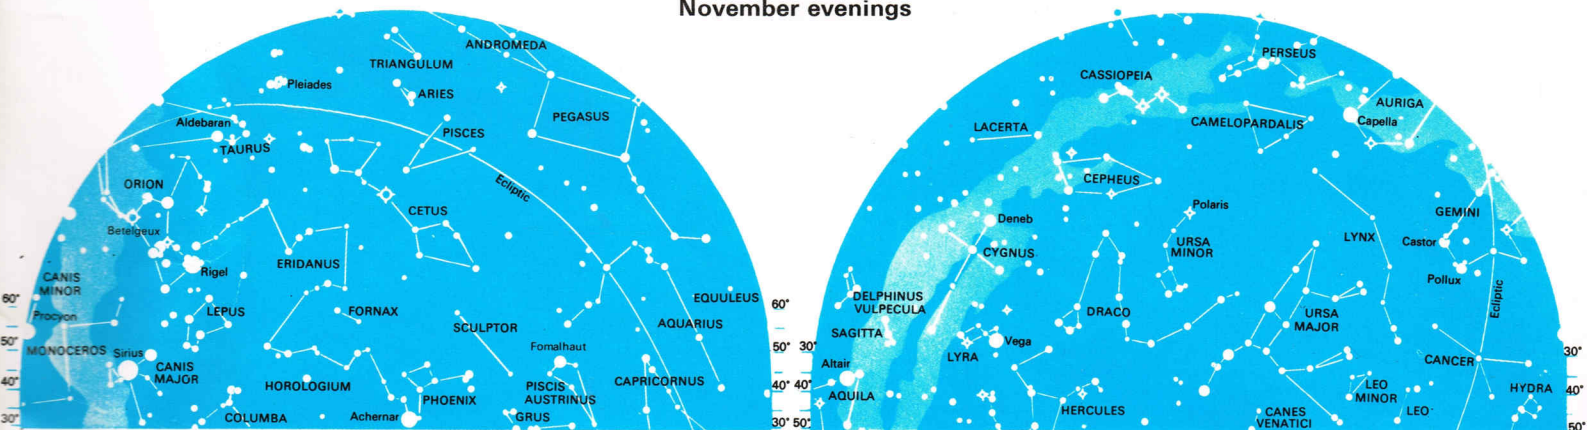 November evenings
ANDROMEDA
TRIANGULUM
Pleiades
ARIES
PEGASUS
Aldebaran
PISCES
TAURUS
Ecliptic
ORION
CETUS
Betelgeux
ERIDANUS
Rigel
CANIS
MINOR
60°
EQUULEUS
60°
LEPUS
FORNAX
Procyon
SCULPTOR
AQUARIUS
50°
MONOCEROS
Sirius
Fomalhaut
50°
CANIS
MAJOR
40°
HOROLOGIUM
PISCIS
AUSTRINUS
CAPRICORNUS
40°
PHOENIX
30°
COLUMBA
Achernar
GRUS
30°
PERSEUS
CASSIOPEIA
AURIGA
Capella
LACERTA
CAMELOPARDALIS
CEPHEUS
Polaris
GEMINI
Deneb
LYNX
Castor
URSA
MINOR
CYGNUS
Pollux
Ecliptic
DELPHINUS
VULPECULA
DRACO
URSA
MAJOR
SAGITTA
Vega
30°
LYRA
30°
Altair
CANCER
40°
AQUILA
LEO
MINOR
HYDRA
40°
HERCULES
CANES
VENATICI
LEO
50°
50°